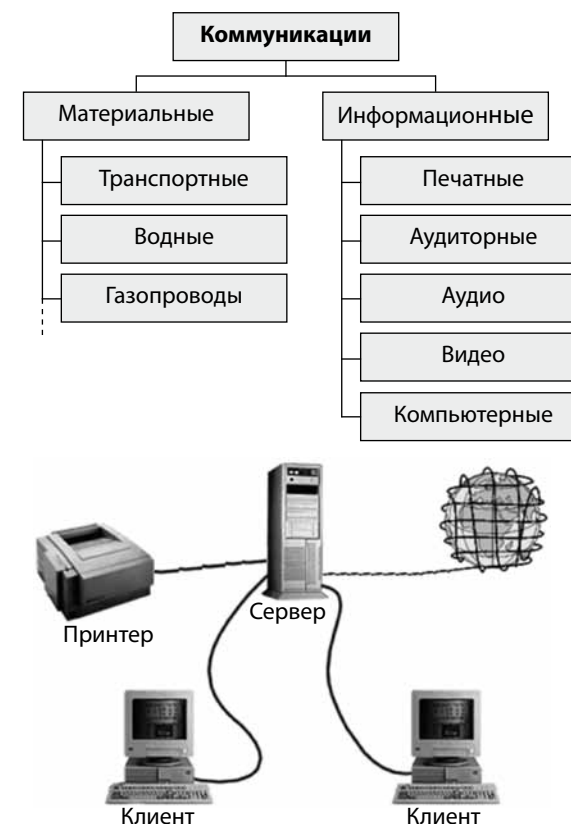 Коммуникации
Материальные
Транспортные
Водные
Газопроводы
Информационные
Печатные
Аудиторные
Аудио
Видео
Компьютерные
Принтер
Сервер
Клиент
Клиент